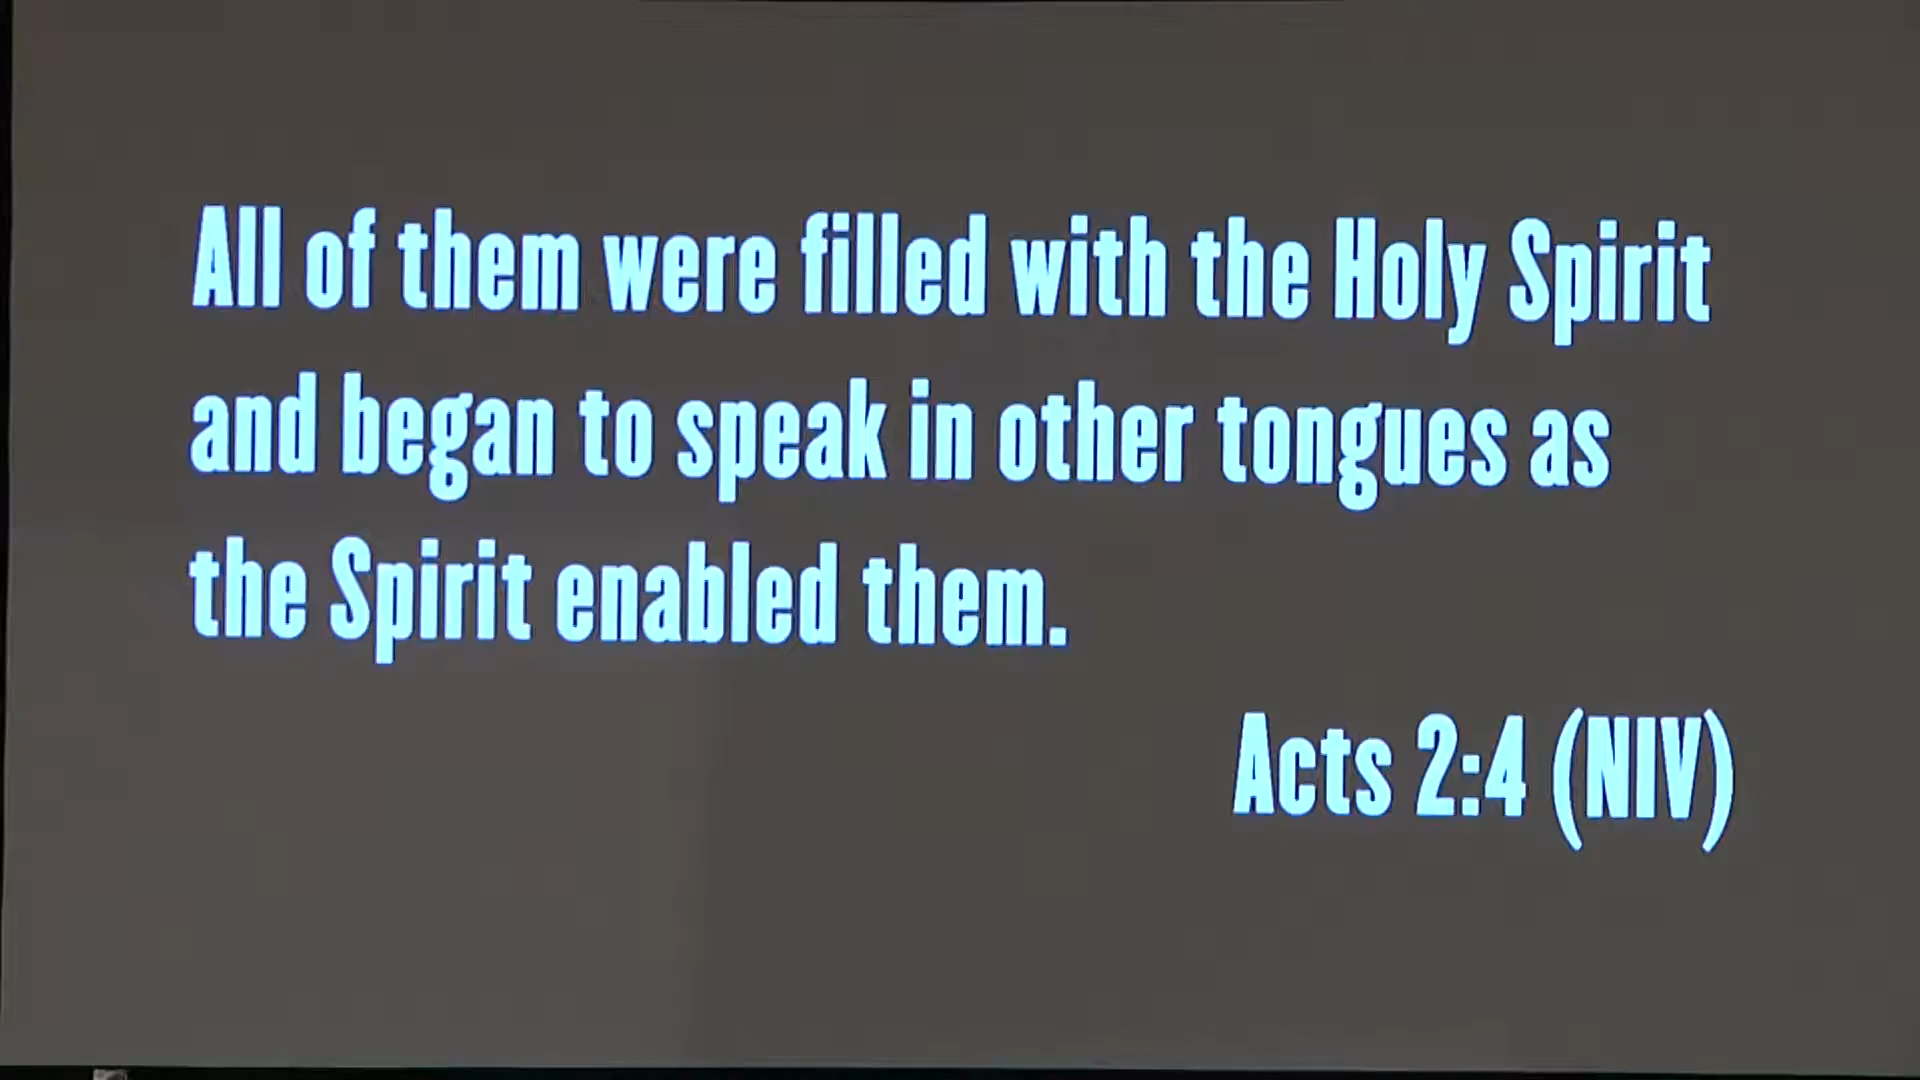 All of them were filled with the Holy Spirit
and began to speak in other tongues as
the Spirit enabled them.
Acts 2:4 (NIV)